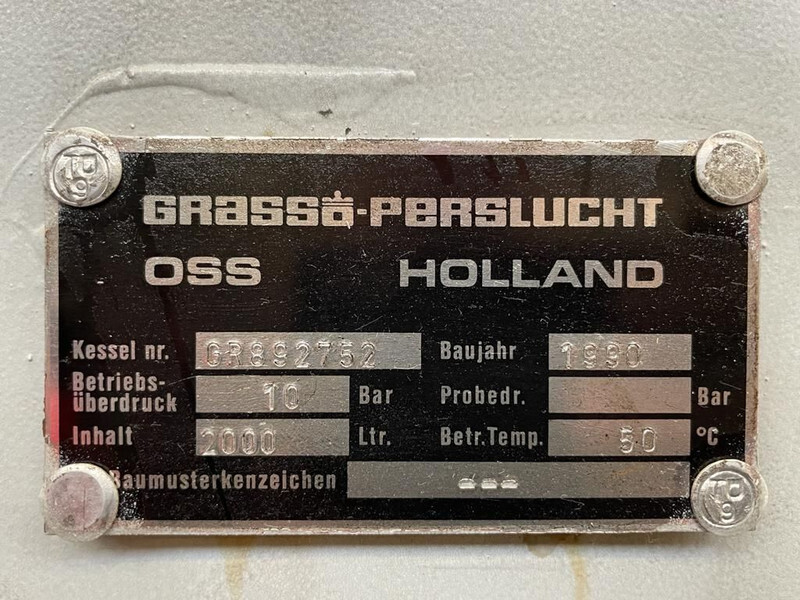 GRASSO-PERSLUCHT
OSS HOLLAND
Kessel nr. GR892752 Baujahr 1990
Betriebs-
überdruck 10 Bar Probedr. Bar
Inhalt 2000 Ltr. Betr.Temp. 50 °C
Baumusterkenzeichen ---